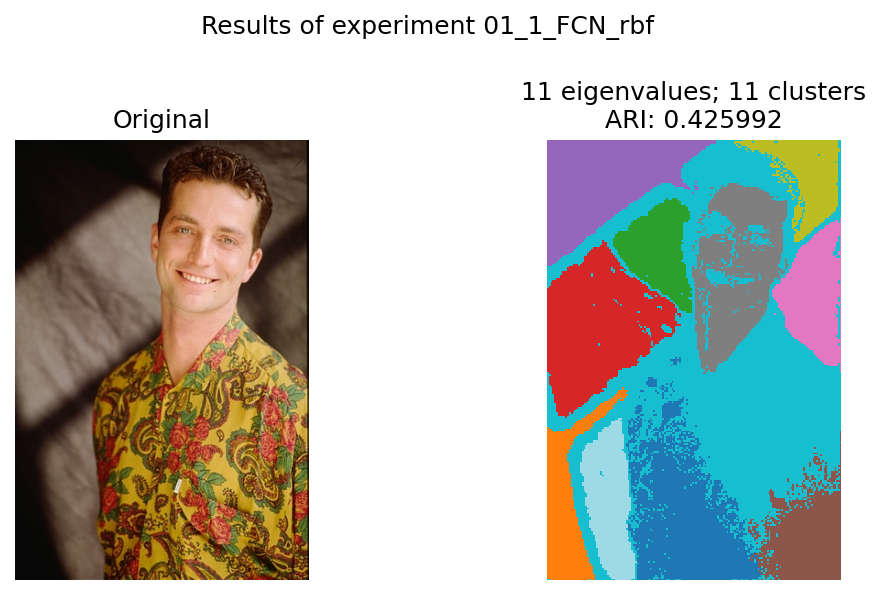 Results of experiment 01_1_FCN_rbf
Original
11 eigenvalues; 11 clusters
ARI: 0.425992